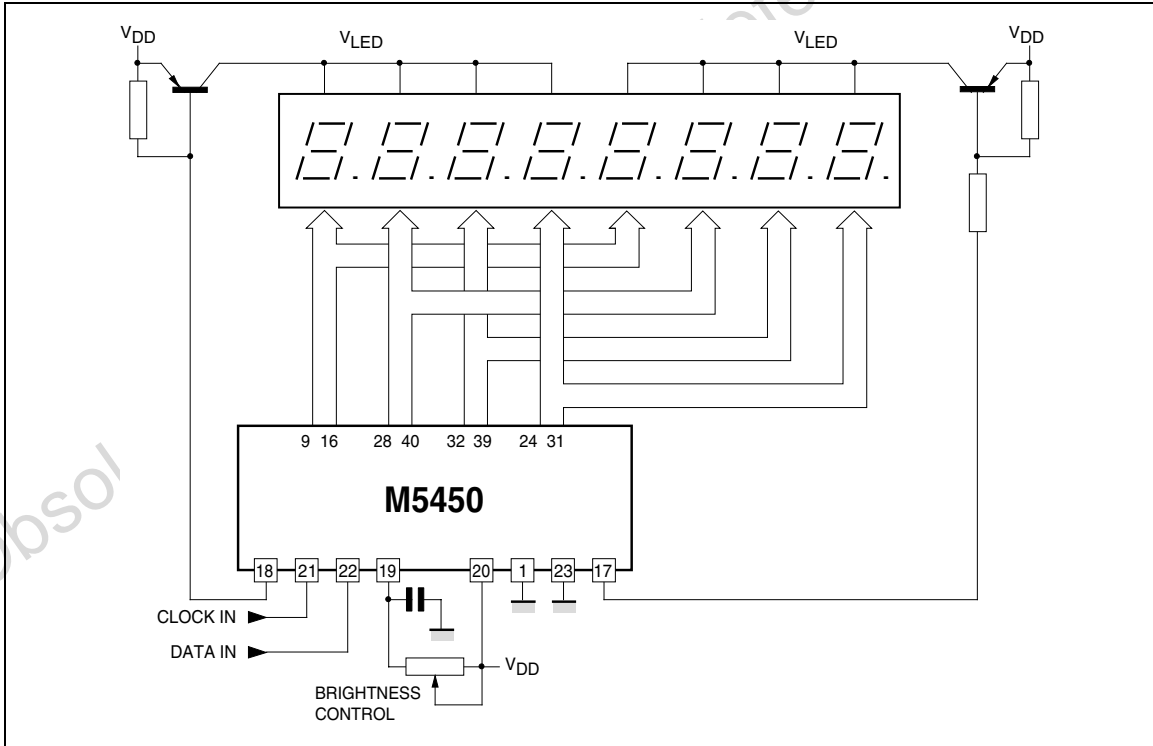 VDD VLED VLED VDD
9 16 28 40 32 39 24 31
M5450
18 21 22 19 20 1 23 17
CLOCK IN
DATA IN
VDD
BRIGHTNESS
CONTROL